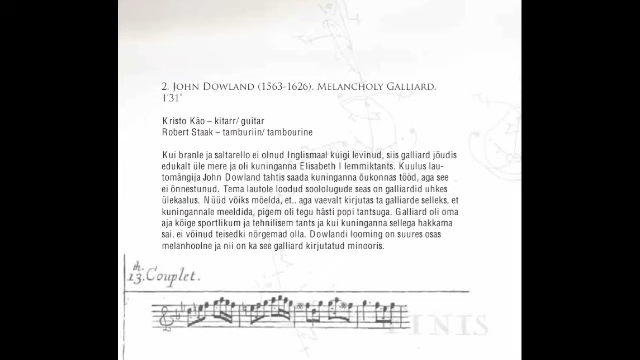 2. John Dowland (1563-1626). Melancholy Galliard.
1'31'
Kristo Käo – kitarr/ guitar
Robert Staak – tamburiin/ tambourine
Kui branle ja saltarello ei olnud Inglismaal kuigi levinud, siis galliard jõudis
edukalt üle mere ja oli kuninganna Elisabeth I lemmiktants. Kuulus lau-
tomängija John Dowland tahtis saada kuninganna õukonnas tööd, aga see
ei õnnestunud. Tema lautole loodud soololugude seas on galliardid uhkes
ülekaalus. Nüüd võiks mõelda, et.. aga vaevalt kirjutas ta galliarde selleks, et
kuningannale meeldida, pigem oli tegu hästi popi tantsuga. Galliard oli oma
aja kõige sportlikum ja tehnilisem tants ja kui kuninganna sellega hakkama
sai, ei võinud teisedki nõrgemad olla. Dowlandi looming on suures osas
melanhoolne ja nii on ka see galliard kirjutatud minooris.
th.
13. Couplet.
FINIS